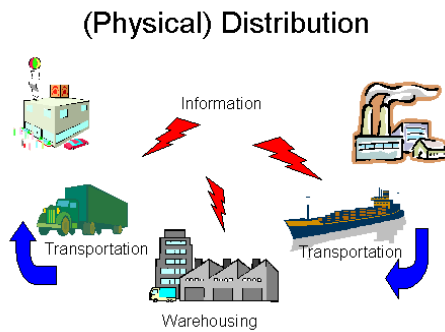 (Physical) Distribution
Information
Transportation
Transportation
Warehousing